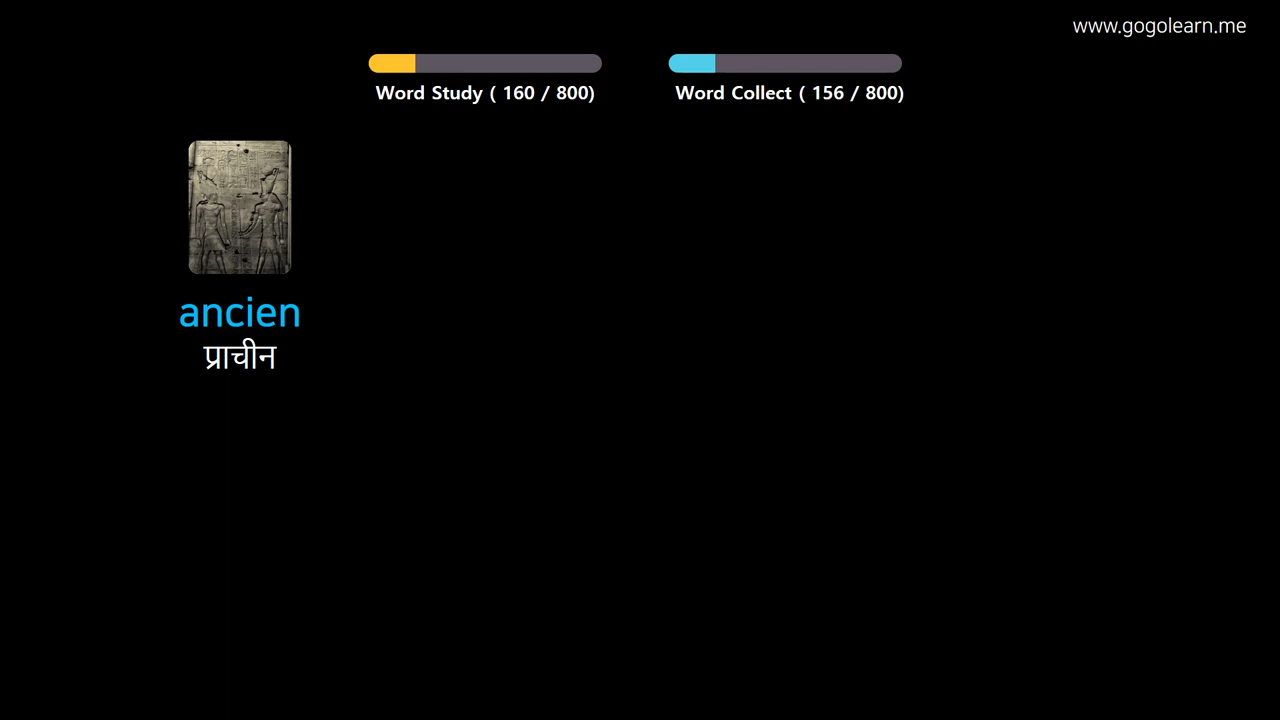 www.gogolearn.me
Word Study ( 160 / 800)
Word Collect ( 156 / 800)
ancien
प्राचीन